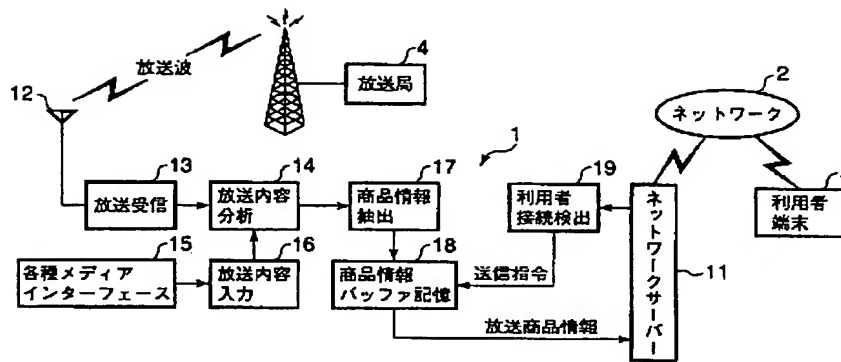 放送波
4
放送局
12
2
ネットワーク
13
放送受信
14
放送内容
分析
17
商品情報
抽出
1
19
利用者
接続検出
ネットワークサーバー
11
利用者
端末
15
各種メディア
インターフェース
16
放送内容
入力
18
商品情報
バッファ記憶
送信指令
放送商品情報